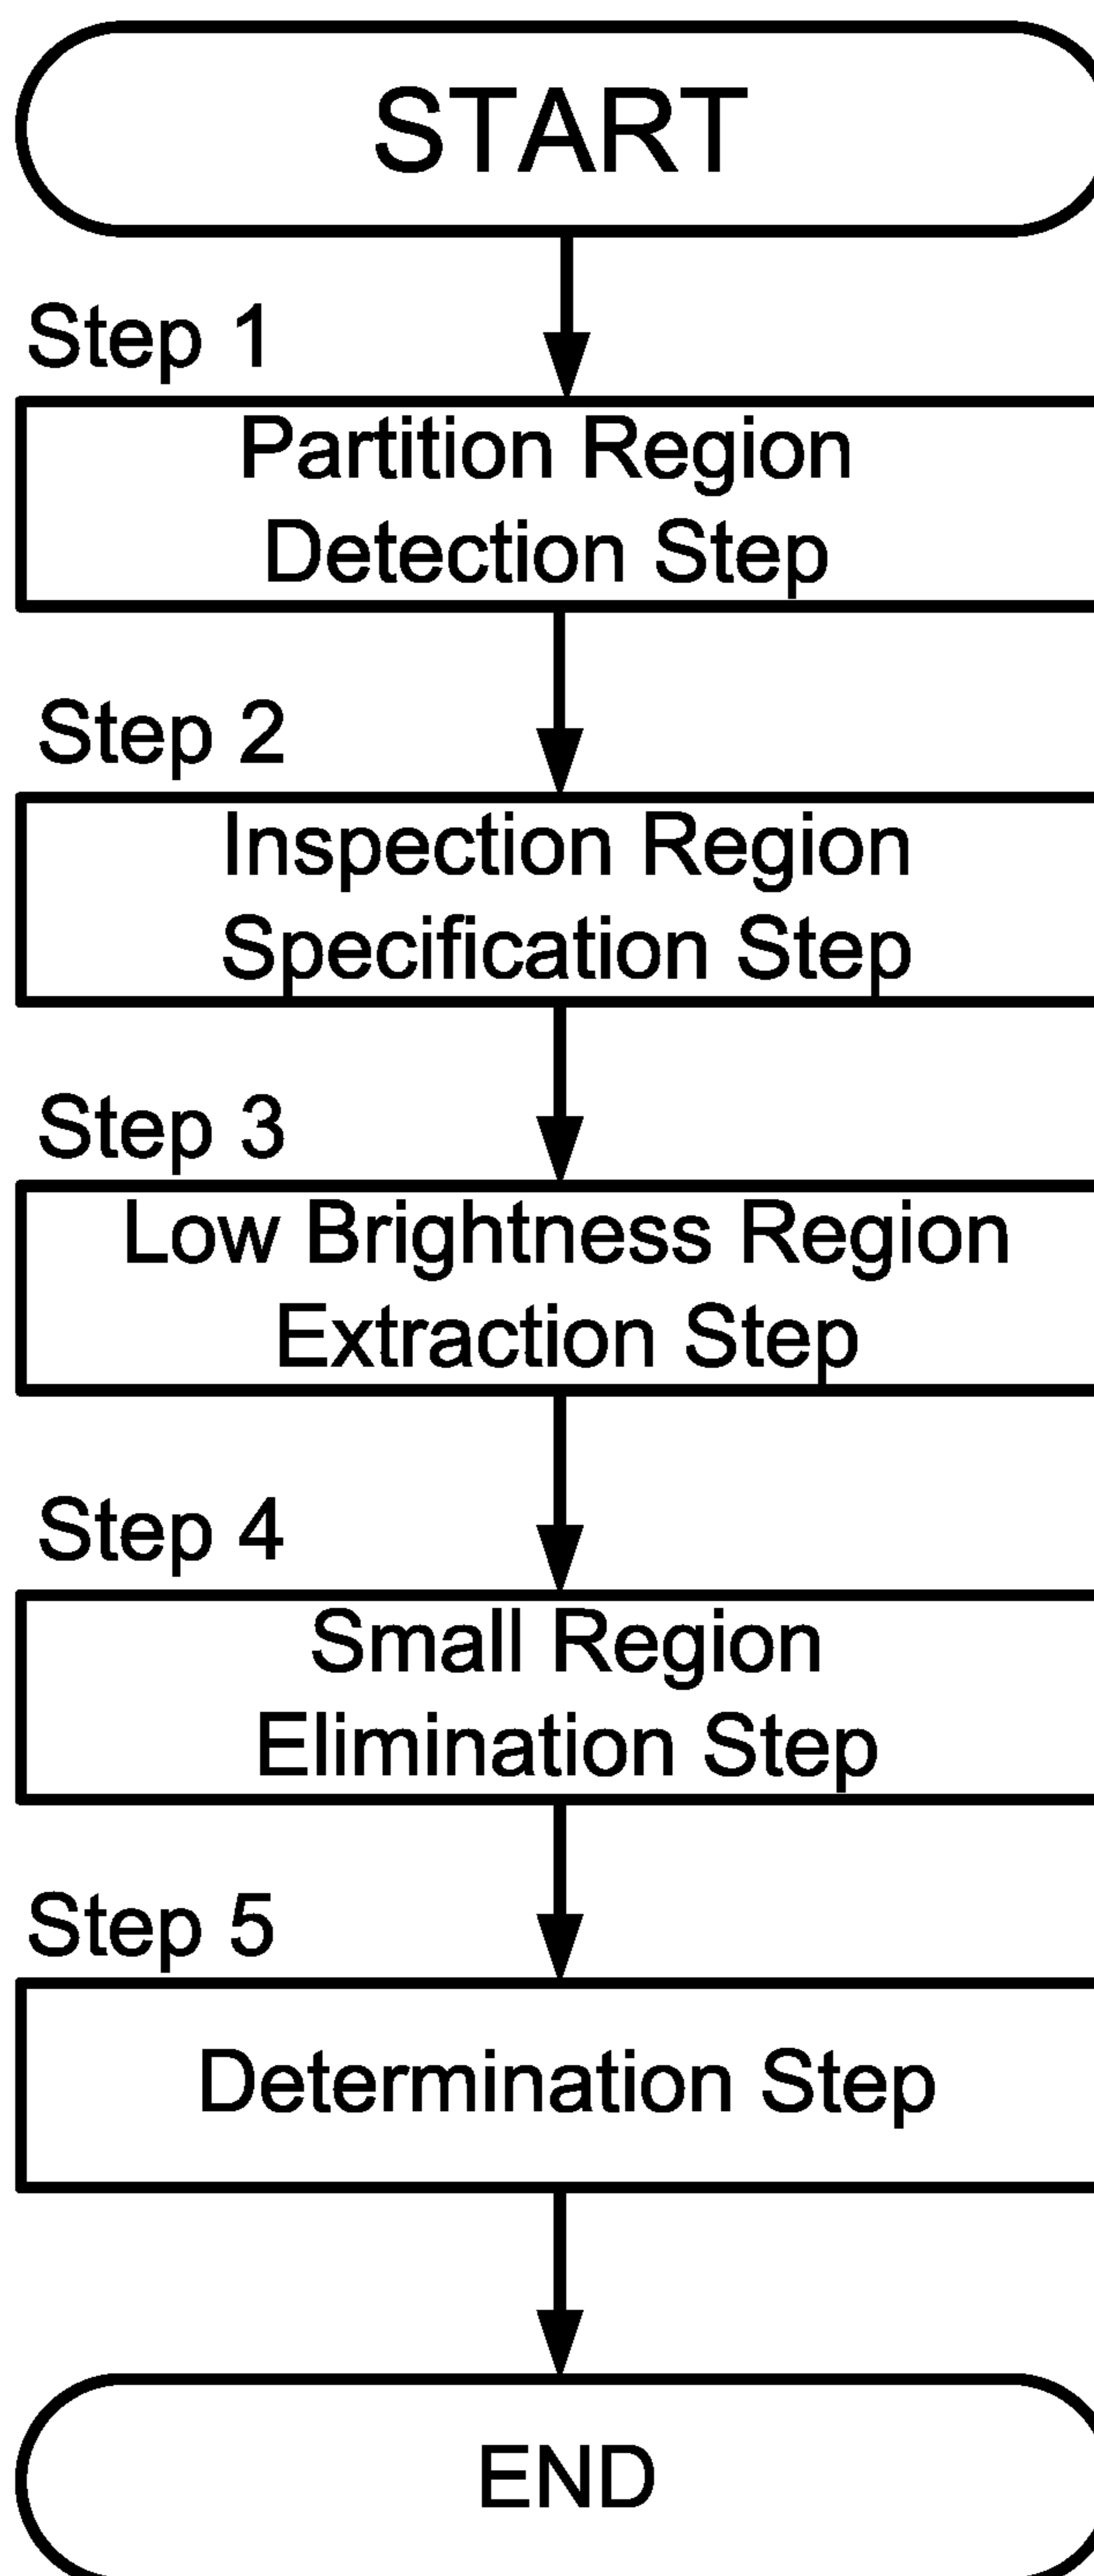 START
Step 1
Partition Region
Detection Step
Step 2
Inspection Region
Specification Step
Step 3
Low Brightness Region
Extraction Step
Step 4
Small Region
Elimination Step
Step 5
Determination Step
END